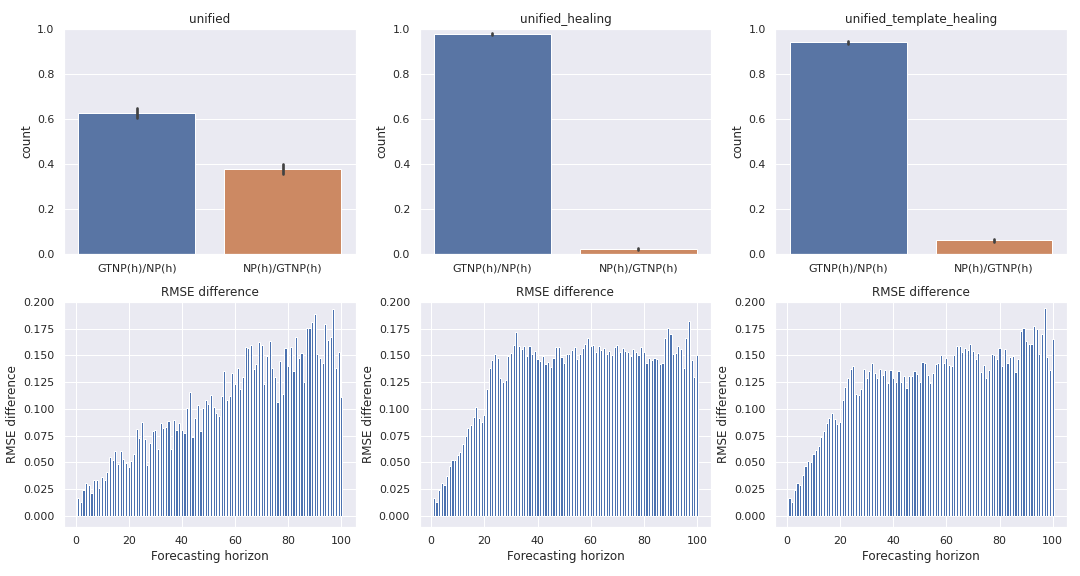 unified
unified_healing
unified_template_healing
1.0
0.8
0.6
0.4
0.2
0.0
count
GTNP(h)/NP(h)
NP(h)/GTNP(h)
1.0
0.8
0.6
0.4
0.2
0.0
count
GTNP(h)/NP(h)
NP(h)/GTNP(h)
1.0
0.8
0.6
0.4
0.2
0.0
count
GTNP(h)/NP(h)
NP(h)/GTNP(h)
RMSE difference
0.200
0.175
0.150
0.125
0.100
0.075
0.050
0.025
0.000
RMSE difference
0 20 40 60 80 100
Forecasting horizon
RMSE difference
0.200
0.175
0.150
0.125
0.100
0.075
0.050
0.025
0.000
RMSE difference
0 20 40 60 80 100
Forecasting horizon
RMSE difference
0.200
0.175
0.150
0.125
0.100
0.075
0.050
0.025
0.000
RMSE difference
0 20 40 60 80 100
Forecasting horizon